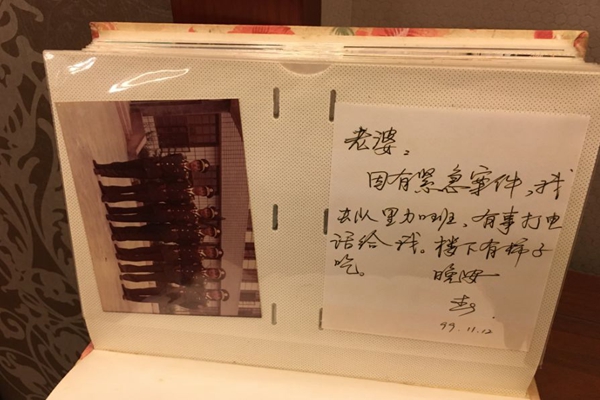 老婆：
因有紧急案件，我
去队里加班，有事打电
话给我。楼下有梯子
吃。晚安
99.11.12